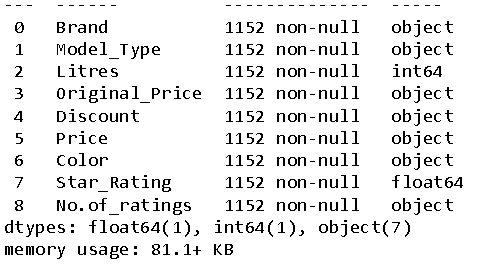 ---  ------           --------------  -----
 0   Brand            1152 non-null   object
 1   Model_Type       1152 non-null   object
 2   Litres           1152 non-null   int64
 3   Original_Price   1152 non-null   object
 4   Discount         1152 non-null   object
 5   Price            1152 non-null   object
 6   Color            1152 non-null   object
 7   Star_Rating      1152 non-null   float64
 8   No.of_ratings    1152 non-null   object
dtypes: float64(1), int64(1), object(7)
memory usage: 81.1+ KB